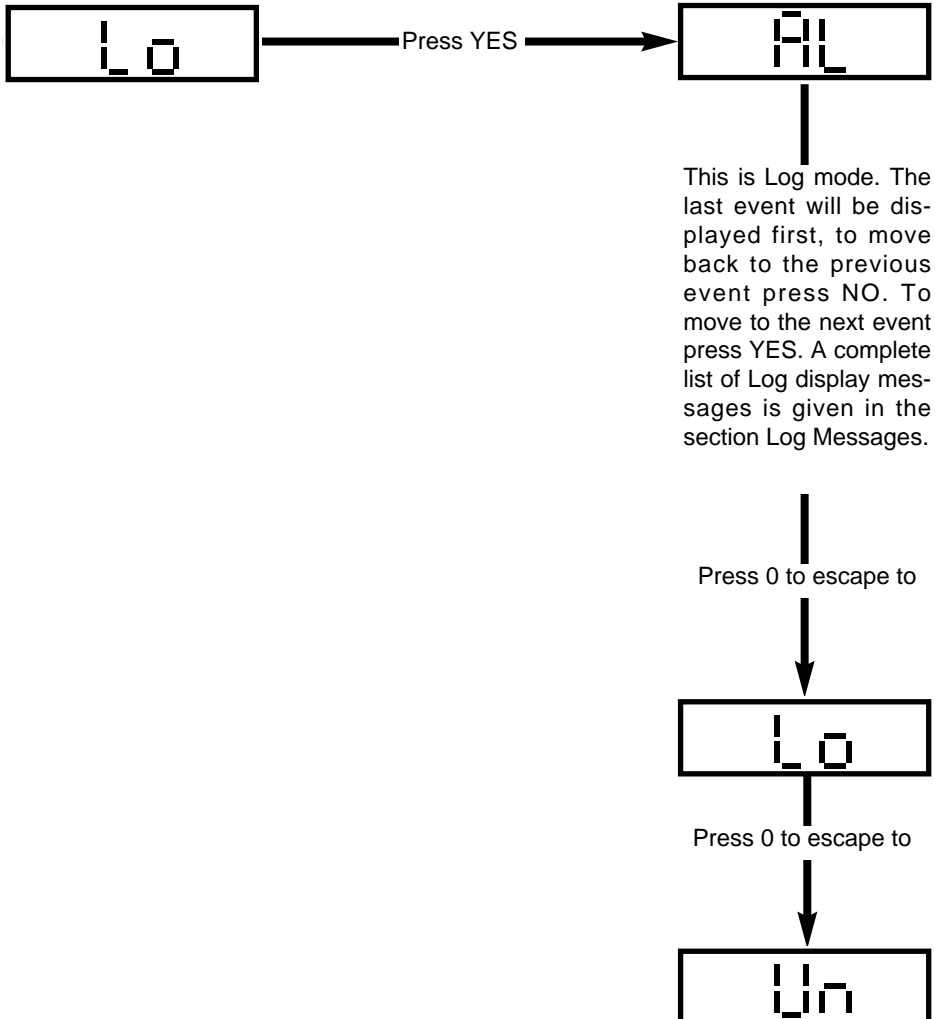 Lo
Press YES
AL
This is Log mode. The
last event will be dis-
played first, to move
back to the previous
event press NO. To
move to the next event
press YES. A complete
list of Log display mes-
sages is given in the
section Log Messages.
Press 0 to escape to
Lo
Press 0 to escape to
Un